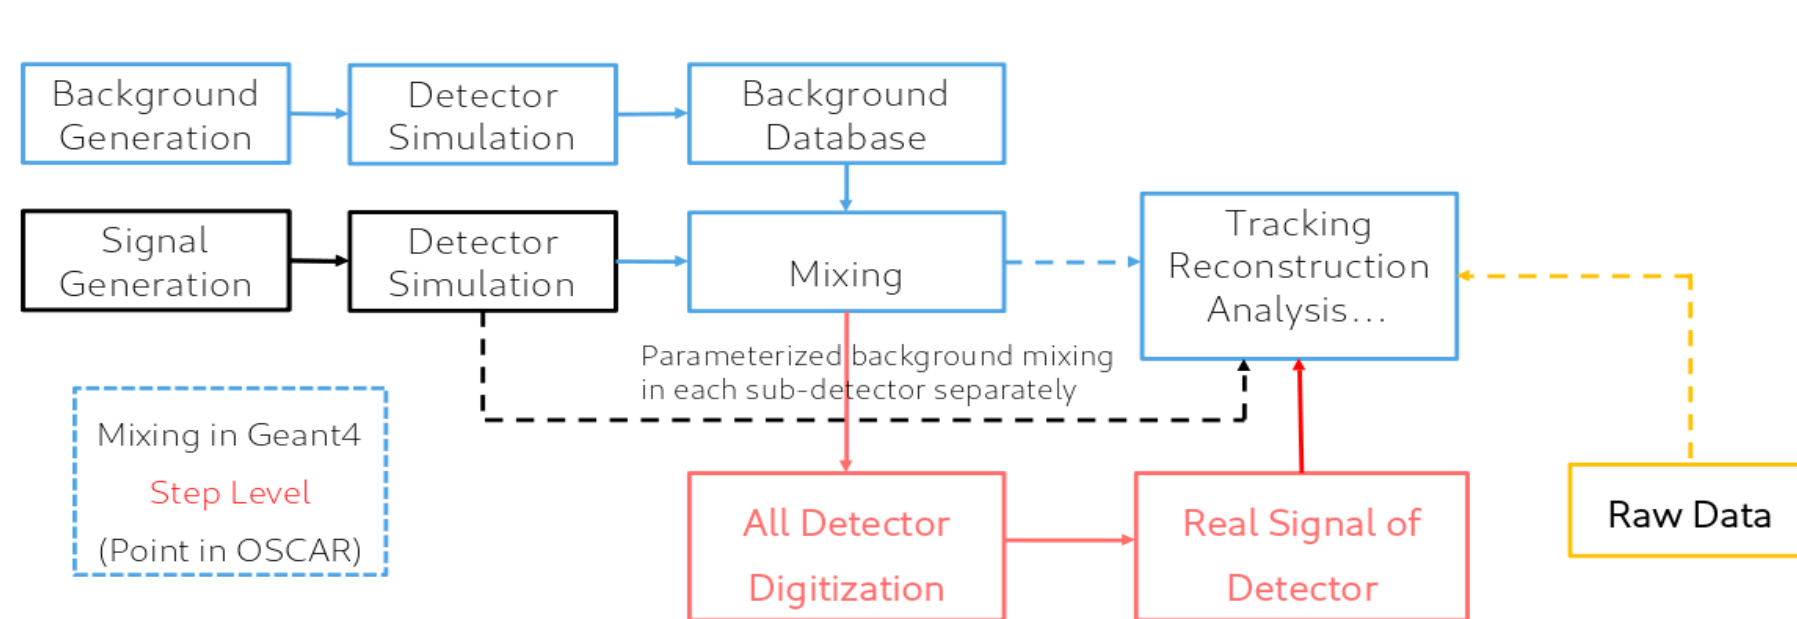 Background
Generation
Detector
Simulation
Background
Database
Signal
Generation
Detector
Simulation
Mixing
Tracking
Reconstruction
Analysis...
Parameterized background mixing
in each sub-detector separately
Mixing in Geant4
Step Level
(Point in OSCAR)
All Detector
Digitization
Real Signal of
Detector
Raw Data